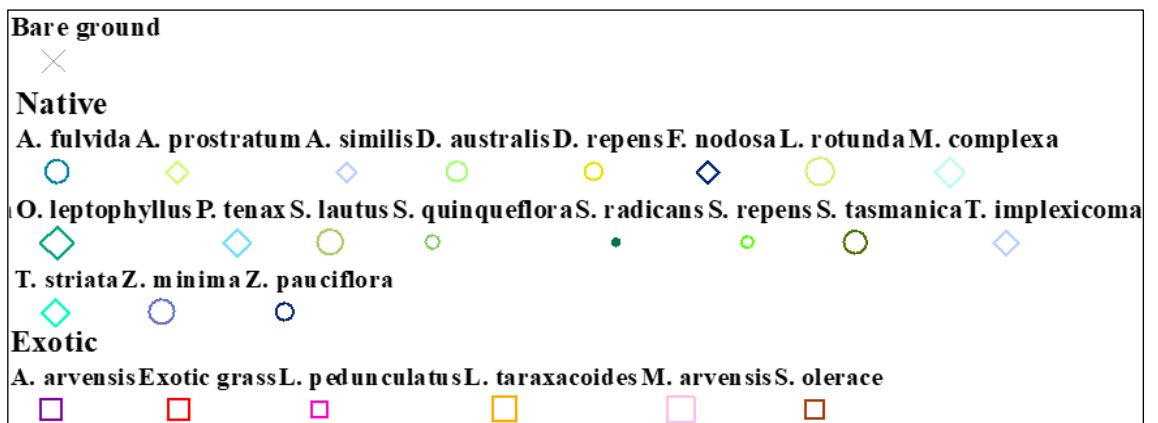 Bare ground
Native
A. fulvida A. prostratum A. similis D. australis D. repens F. nodosa L. rotunda M. complexa
O. leptophyllus P. tenax S. lautus S. quinqueflora S. radicans S. repens S. tasmanica T. implexicoma
T. striata Z. minima Z. pauciflora
Exotic
A. arvensis Exotic grass L. pedunculatus L. taraxacoides M. arvensis S. olerace